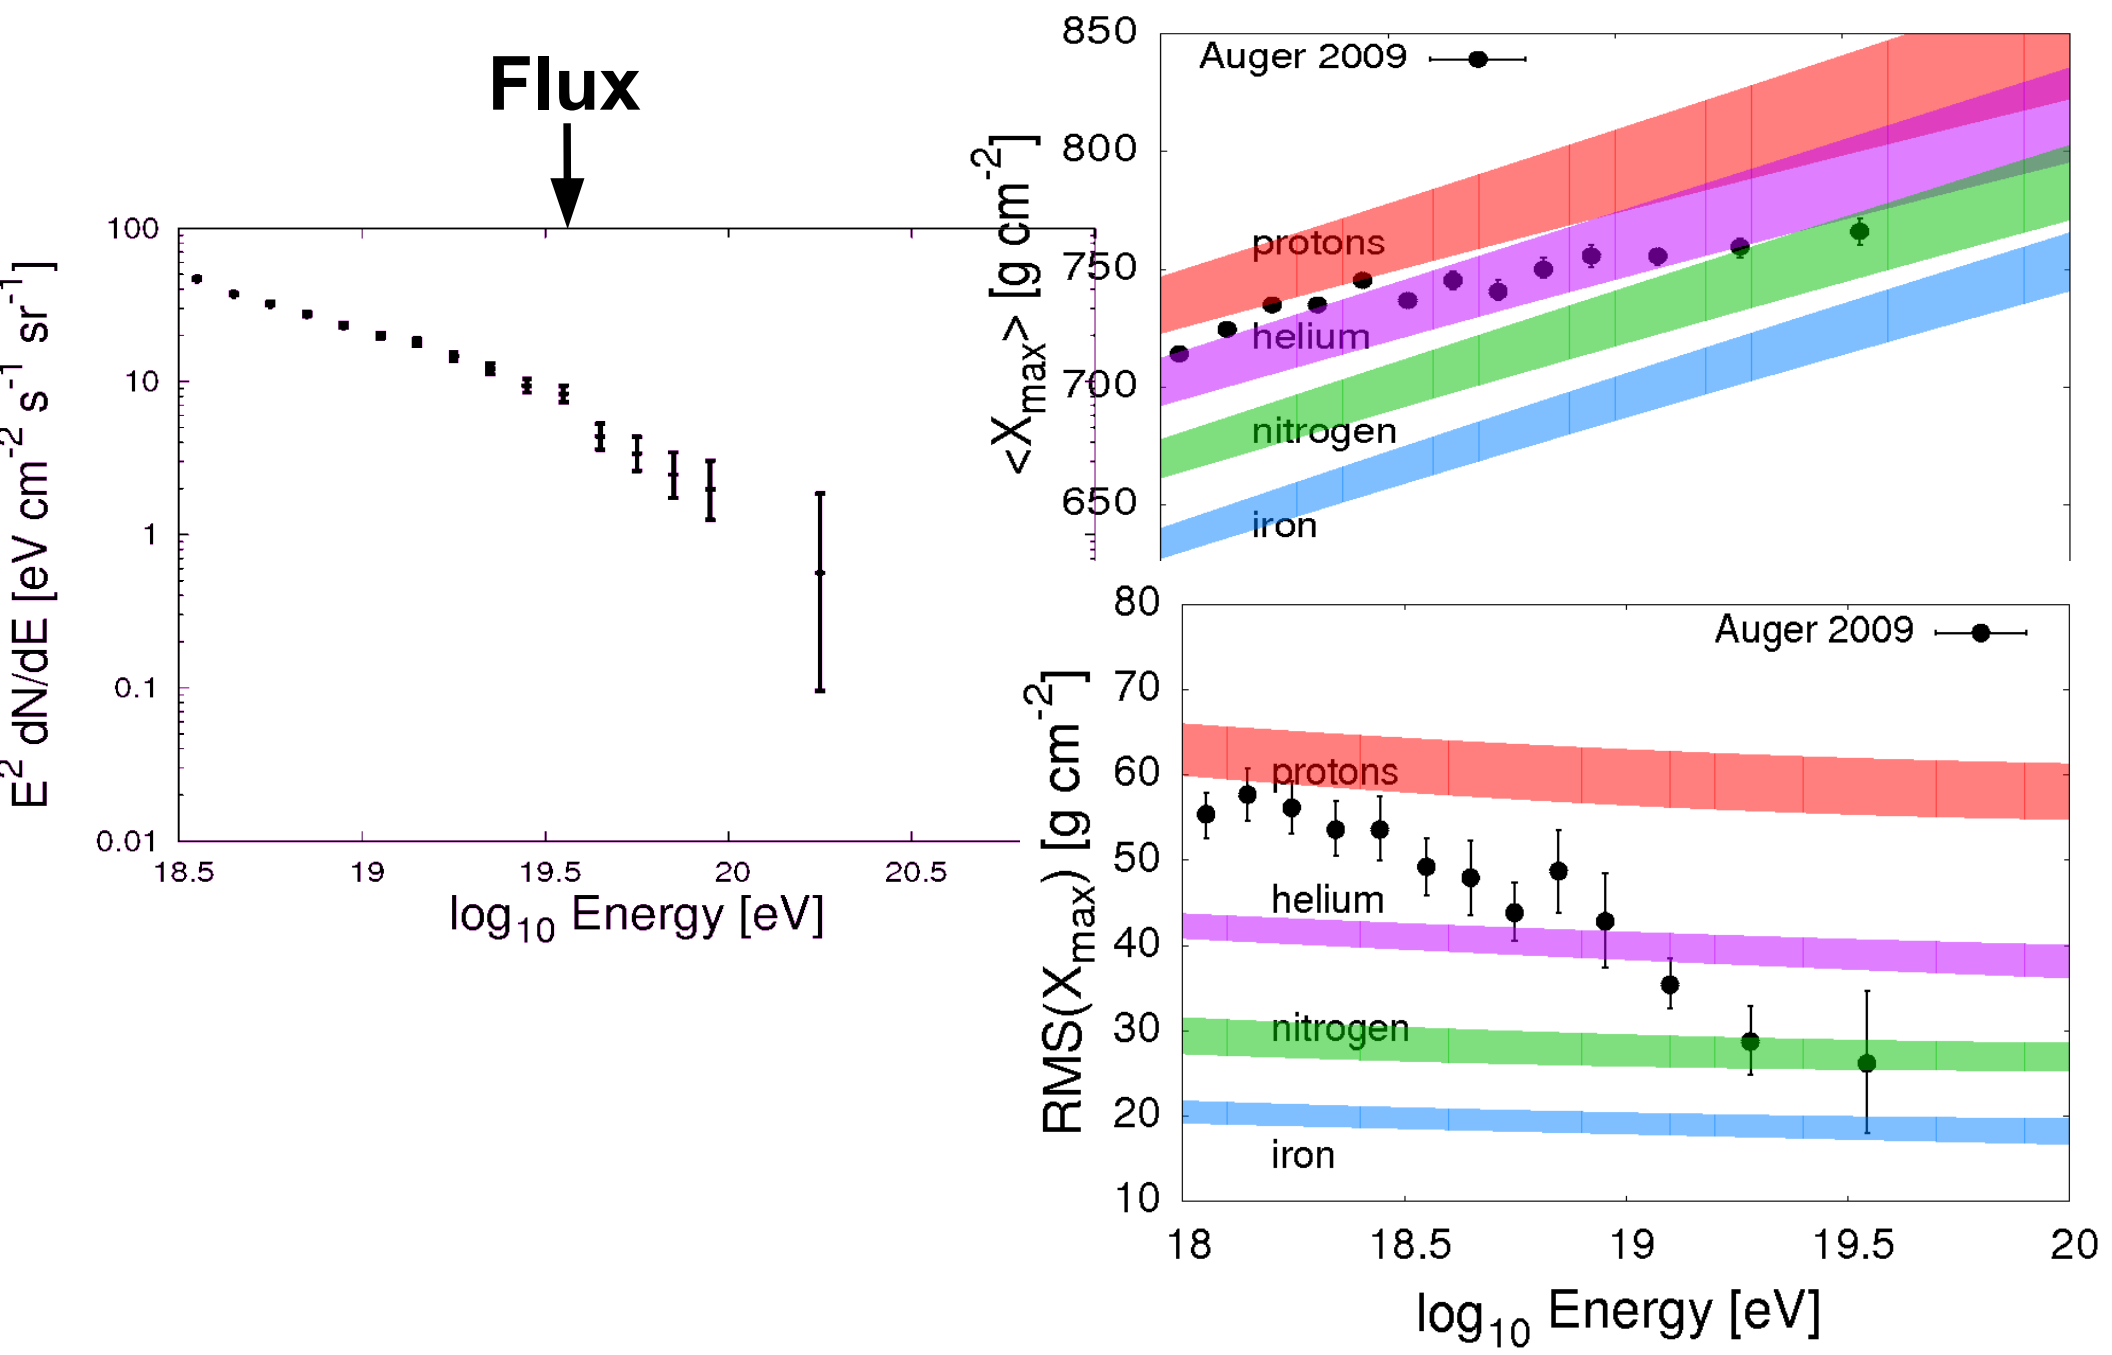 Flux
100
10
1
0.1
0.01
E² dN/dE [eV cm⁻² s⁻¹ sr⁻¹]
18.5 19 19.5 20 20.5
log₁₀ Energy [eV]
850
800
750
700
650
<Xmax> [g cm⁻²]
Auger 2009
protons
helium
nitrogen
iron
80
70
60
50
40
30
20
10
RMS(Xmax) [g cm⁻²]
Auger 2009
protons
helium
nitrogen
iron
18 18.5 19 19.5 20
log₁₀ Energy [eV]